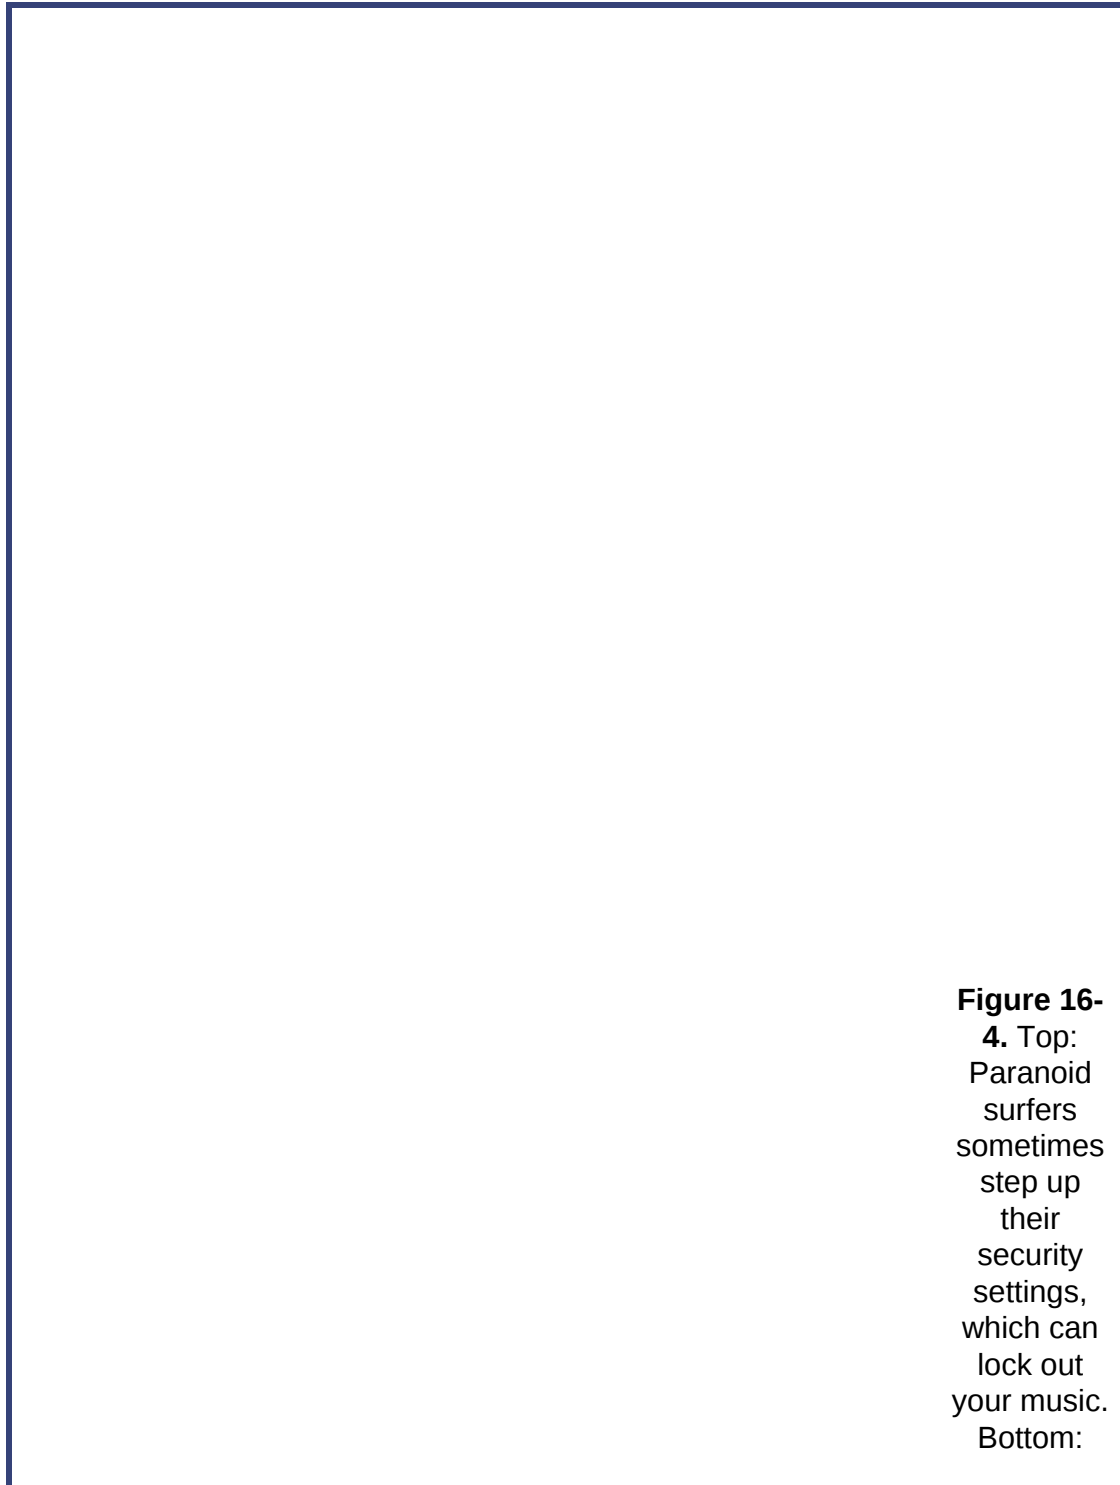 Figure 16-
4. Top:
Paranoid
surfers
sometimes
step up
their
security
settings,
which can
lock out
your music.
Bottom: